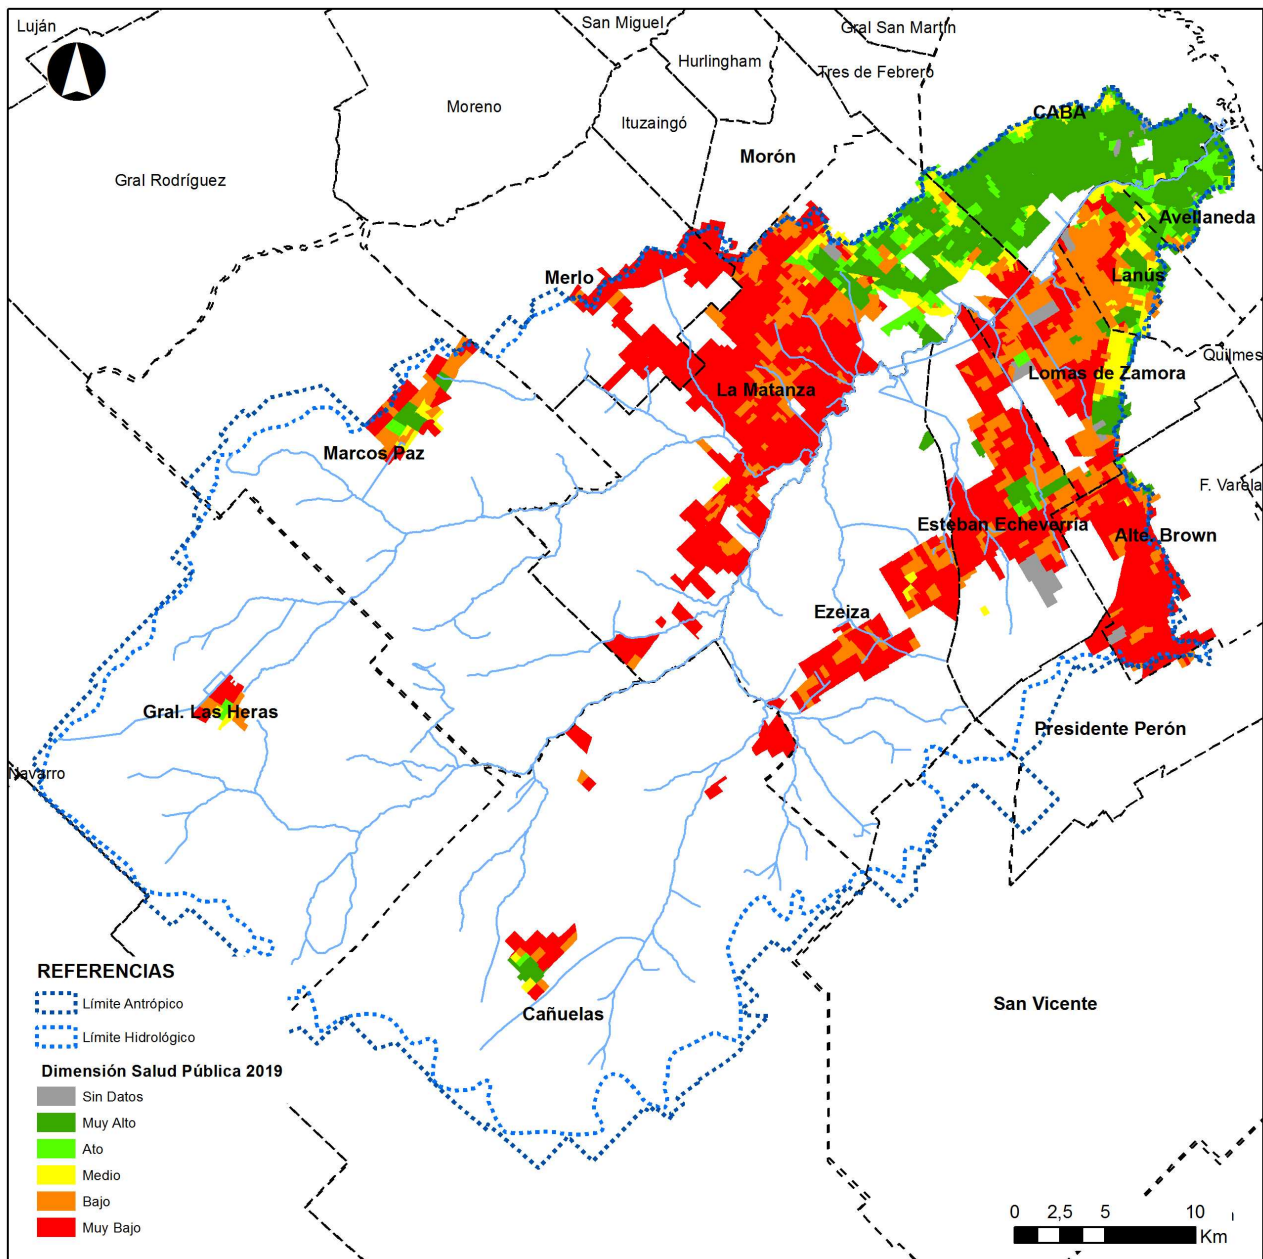 Luján
San Miguel
Gral San Martín
Hurlingham
Tres de Febrero
Moreno
Ituzaingó
CABA
Morón
Gral Rodríguez
Avellaneda
Merlo
Lanús
Quilmes
Lomas de Zamora
La Matanza
Marcos Paz
F. Varela
Esteban Echeverría
Alte. Brown
Ezeiza
Gral. Las Heras
Presidente Perón
Navarro
San Vicente
Cañuelas
REFERENCIAS
Límite Antrópico
Límite Hidrológico
Dimensión Salud Pública 2019
Sin Datos
Muy Alto
Ato
Medio
Bajo
Muy Bajo
0 2,5 5 10
Km